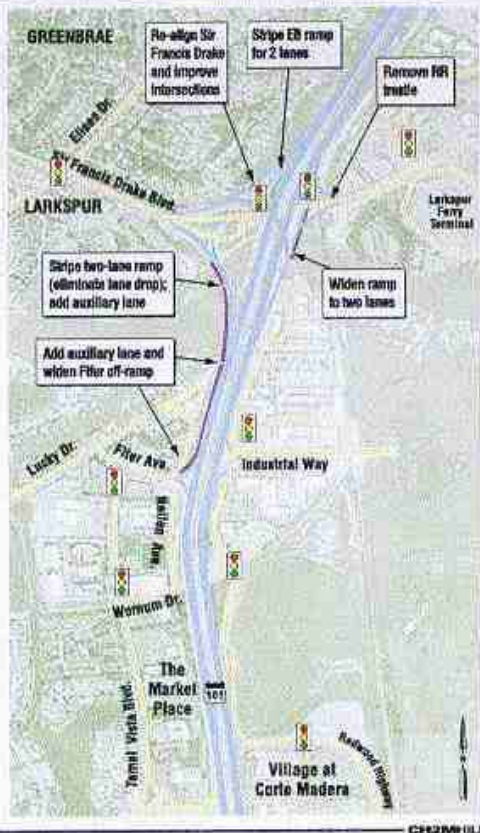 GREENBRAE
Re-align Sir
Francis Drake
and improve
intersections
Stripe EB ramp
for 2 lanes
Remove RR
trestle
Eliseo Dr.
Sir Francis Drake Blvd.
LARKSPUR
Larkspur
Ferry
Terminal
Stripe two-lane ramp
(eliminate lane drop);
add auxiliary lane
Widen ramp
to two lanes
Add auxiliary lane and
widen Fifer off-ramp
Lucky Dr.
Fifer Ave.
Industrial Way
Nellen Ave.
Wornum Dr.
The
Market
Place
101
Tamal Vista Blvd.
Redwood Highway
Village at
Corte Madera
CH2MHILL